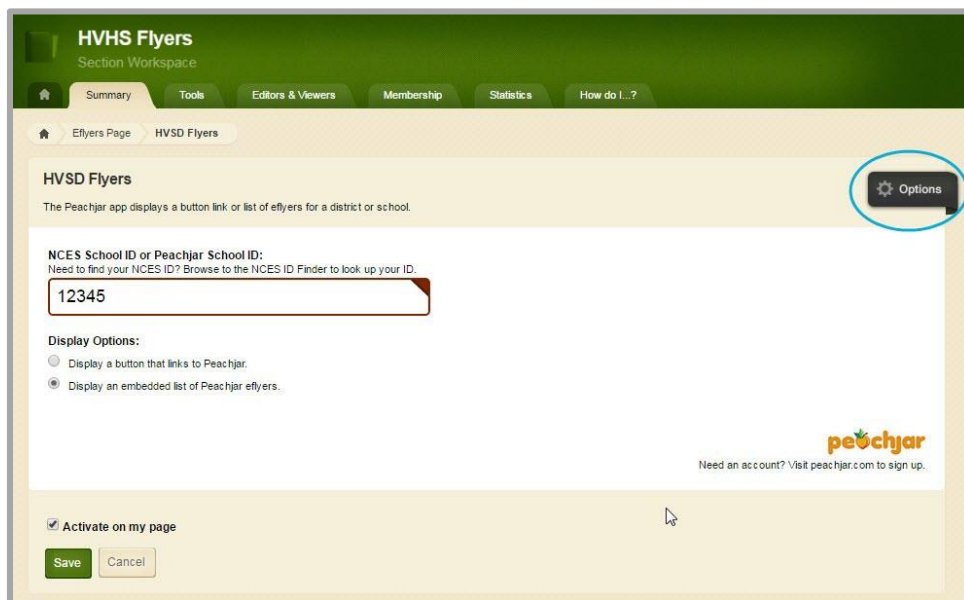 HVHS Flyers
Section Workspace
Summary Tools Editors & Viewers Membership Statistics How do I...?
Eflyers Page HVSD Flyers
HVSD Flyers
Options
The Peachjar app displays a button link or list of eflyers for a district or school.
NCES School ID or Peachjar School ID:
Need to find your NCES ID? Browse to the NCES ID Finder to look up your ID.
12345
Display Options:
Display a button that links to Peachjar.
Display an embedded list of Peachjar eflyers.
peachjar
Need an account? Visit peachjar.com to sign up.
Activate on my page
Save Cancel